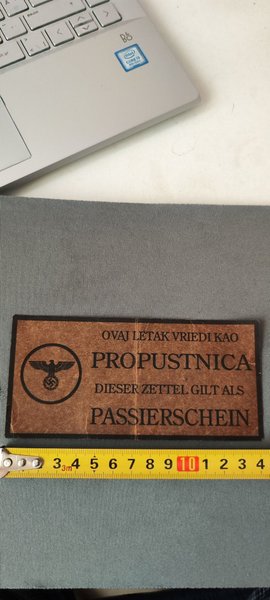 OVAJ LETAK VRIEDI KAO
PROPUSTNICA
DIESER ZETTEL GILT ALS
PASSIERSCHEIN
3 4 5 6 7 8 9 10 1 2 3 4
3m